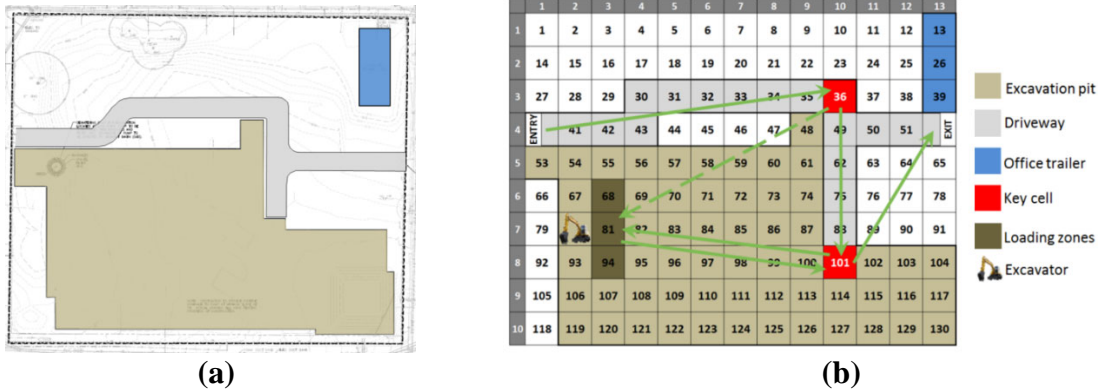 1 2 3 4 5 6 7 8 9 10 11 12 13
1 1 2 3 4 5 6 7 8 9 10 11 12 13
2 14 15 16 17 18 19 20 21 22 23 24 25 26
3 27 28 29 30 31 32 33 34 35 36 37 38 39
4 ENTRY 41 42 43 44 45 46 47 48 49 50 51 EXIT
5 53 54 55 56 57 58 59 60 61 62 63 64 65
6 66 67 68 69 70 71 72 73 74 75 76 77 78
7 79 81 82 83 84 85 86 87 88 89 90 91
8 92 93 94 95 96 97 98 99 100 101 102 103 104
9 105 106 107 108 109 110 111 112 113 114 115 116 117
10 118 119 120 121 122 123 124 125 126 127 128 129 130
Excavation pit
Driveway
Office trailer
Key cell
Loading zones
Excavator
(a)
(b)